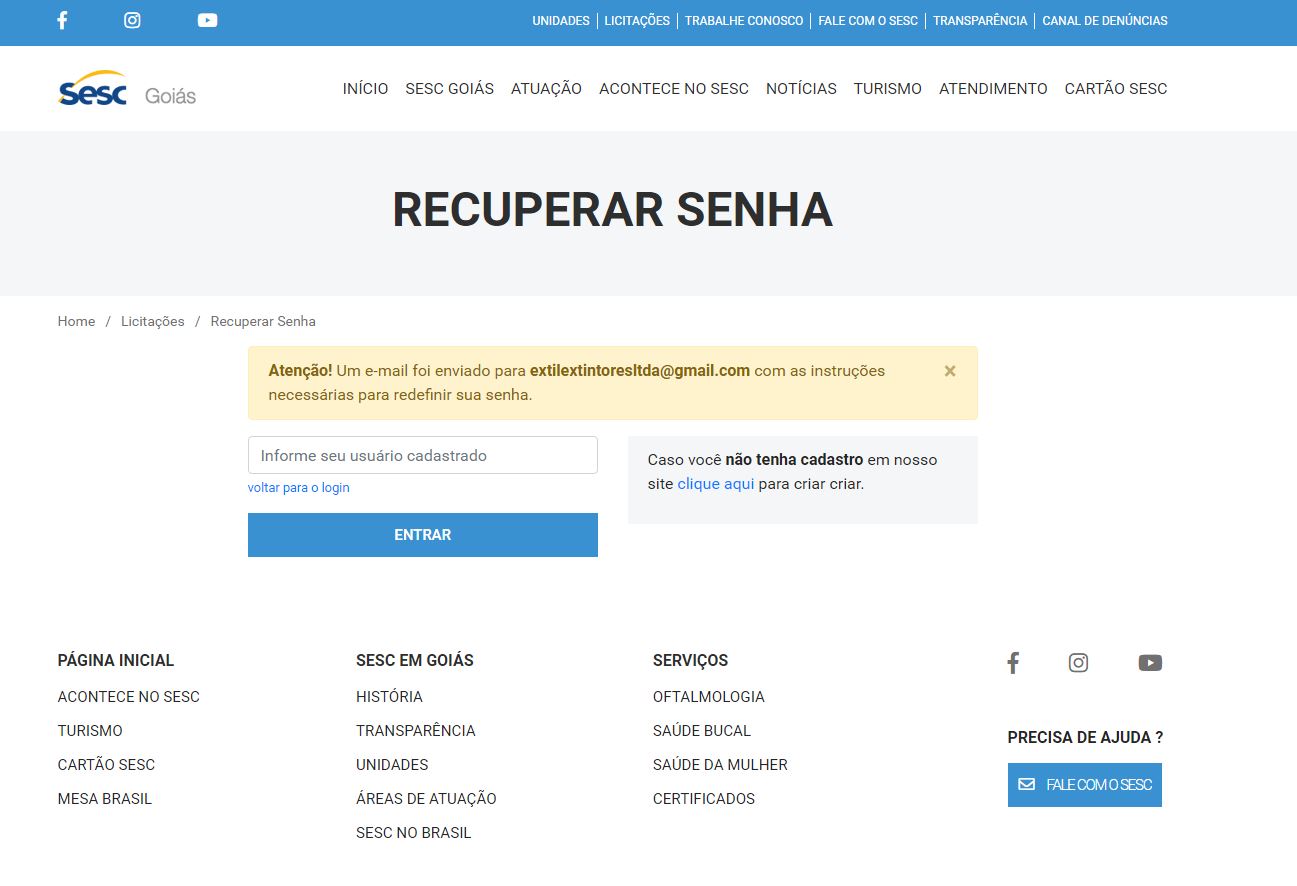 UNIDADES | LICITAÇÕES | TRABALHE CONOSCO | FALE COM O SESC | TRANSPARÊNCIA | CANAL DE DENÚNCIAS
Sesc Goiás
INÍCIO SESC GOIÁS ATUAÇÃO ACONTECE NO SESC NOTÍCIAS TURISMO ATENDIMENTO CARTÃO SESC
RECUPERAR SENHA
Home / Licitações / Recuperar Senha
Atenção! Um e-mail foi enviado para extilextintoresltda@gmail.com com as instruções ×
necessárias para redefinir sua senha.
Informe seu usuário cadastrado
voltar para o login
ENTRAR
Caso você não tenha cadastro em nosso
site clique aqui para criar criar.
PÁGINA INICIAL
ACONTECE NO SESC
TURISMO
CARTÃO SESC
MESA BRASIL
SESC EM GOIÁS
HISTÓRIA
TRANSPARÊNCIA
UNIDADES
ÁREAS DE ATUAÇÃO
SESC NO BRASIL
SERVIÇOS
OFTALMOLOGIA
SAÚDE BUCAL
SAÚDE DA MULHER
CERTIFICADOS
PRECISA DE AJUDA ?
FALE COM O SESC